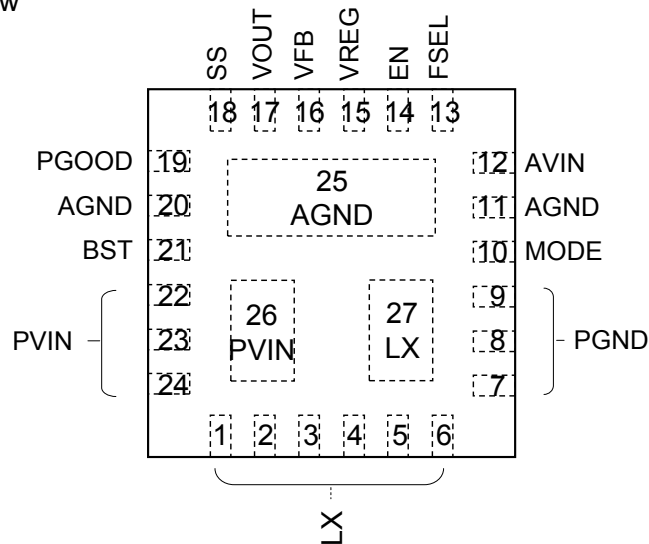 w
SS
VOUT
VFB
VREG
EN
FSEL
18 17 16 15 14 13
PGOOD 19
AGND 20
BST 21
PVIN
22
23
24
25
AGND
26
PVIN
27
LX
12 AVIN
11 AGND
10 MODE
9
8
7
PGND
1 2 3 4 5 6
LX